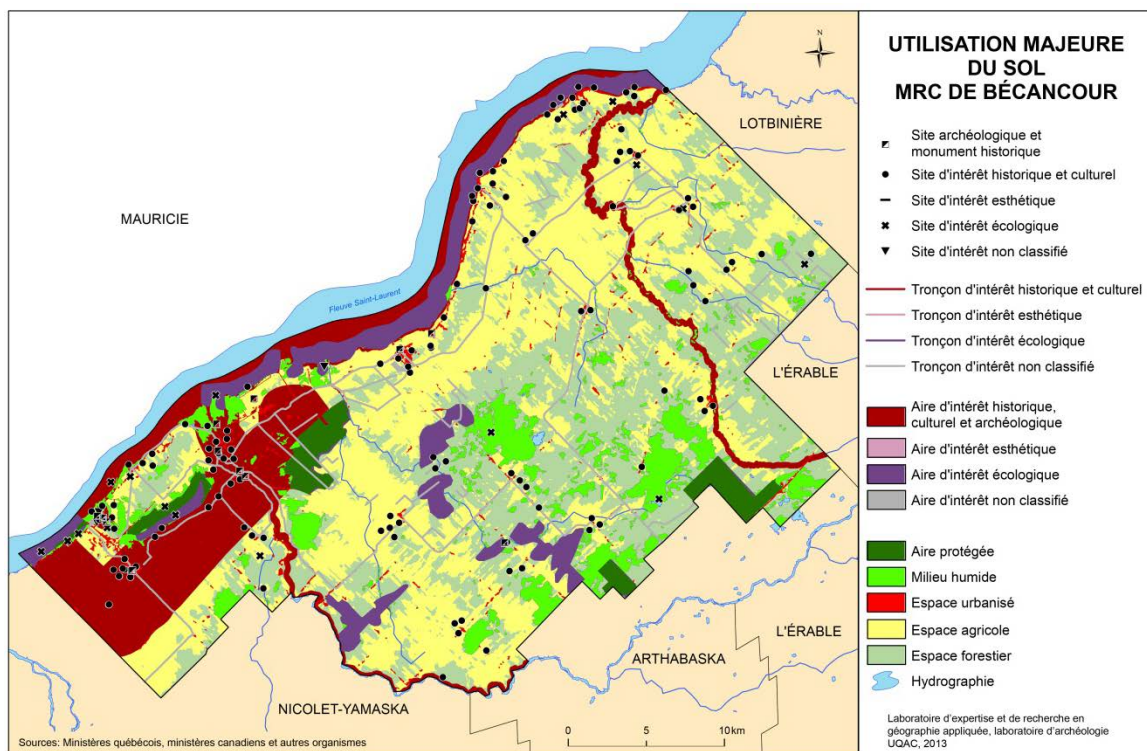 UTILISATION MAJEURE
DU SOL
MRC DE BÉCANCOUR
Site archéologique et
monument historique
Site d'intérêt historique et culturel
Site d'intérêt esthétique
Site d'intérêt écologique
Site d'intérêt non classifié
Tronçon d'intérêt historique et culturel
Tronçon d'intérêt esthétique
Tronçon d'intérêt écologique
Tronçon d'intérêt non classifié
Aire d'intérêt historique,
culturel et archéologique
Aire d'intérêt esthétique
Aire d'intérêt écologique
Aire d'intérêt non classifié
Aire protégée
Milieu humide
Espace urbanisé
Espace agricole
Espace forestier
Hydrographie
Laboratoire d'expertise et de recherche en
géographie appliquée, laboratoire d'archéologie
UQAC, 2013
N
LOTBINIÈRE
MAURICIE
Fleuve Saint-Laurent
L'ÉRABLE
L'ÉRABLE
ARTHABASKA
NICOLET-YAMASKA
0 5 10 km
Sources: Ministères québécois, ministères canadiens et autres organismes